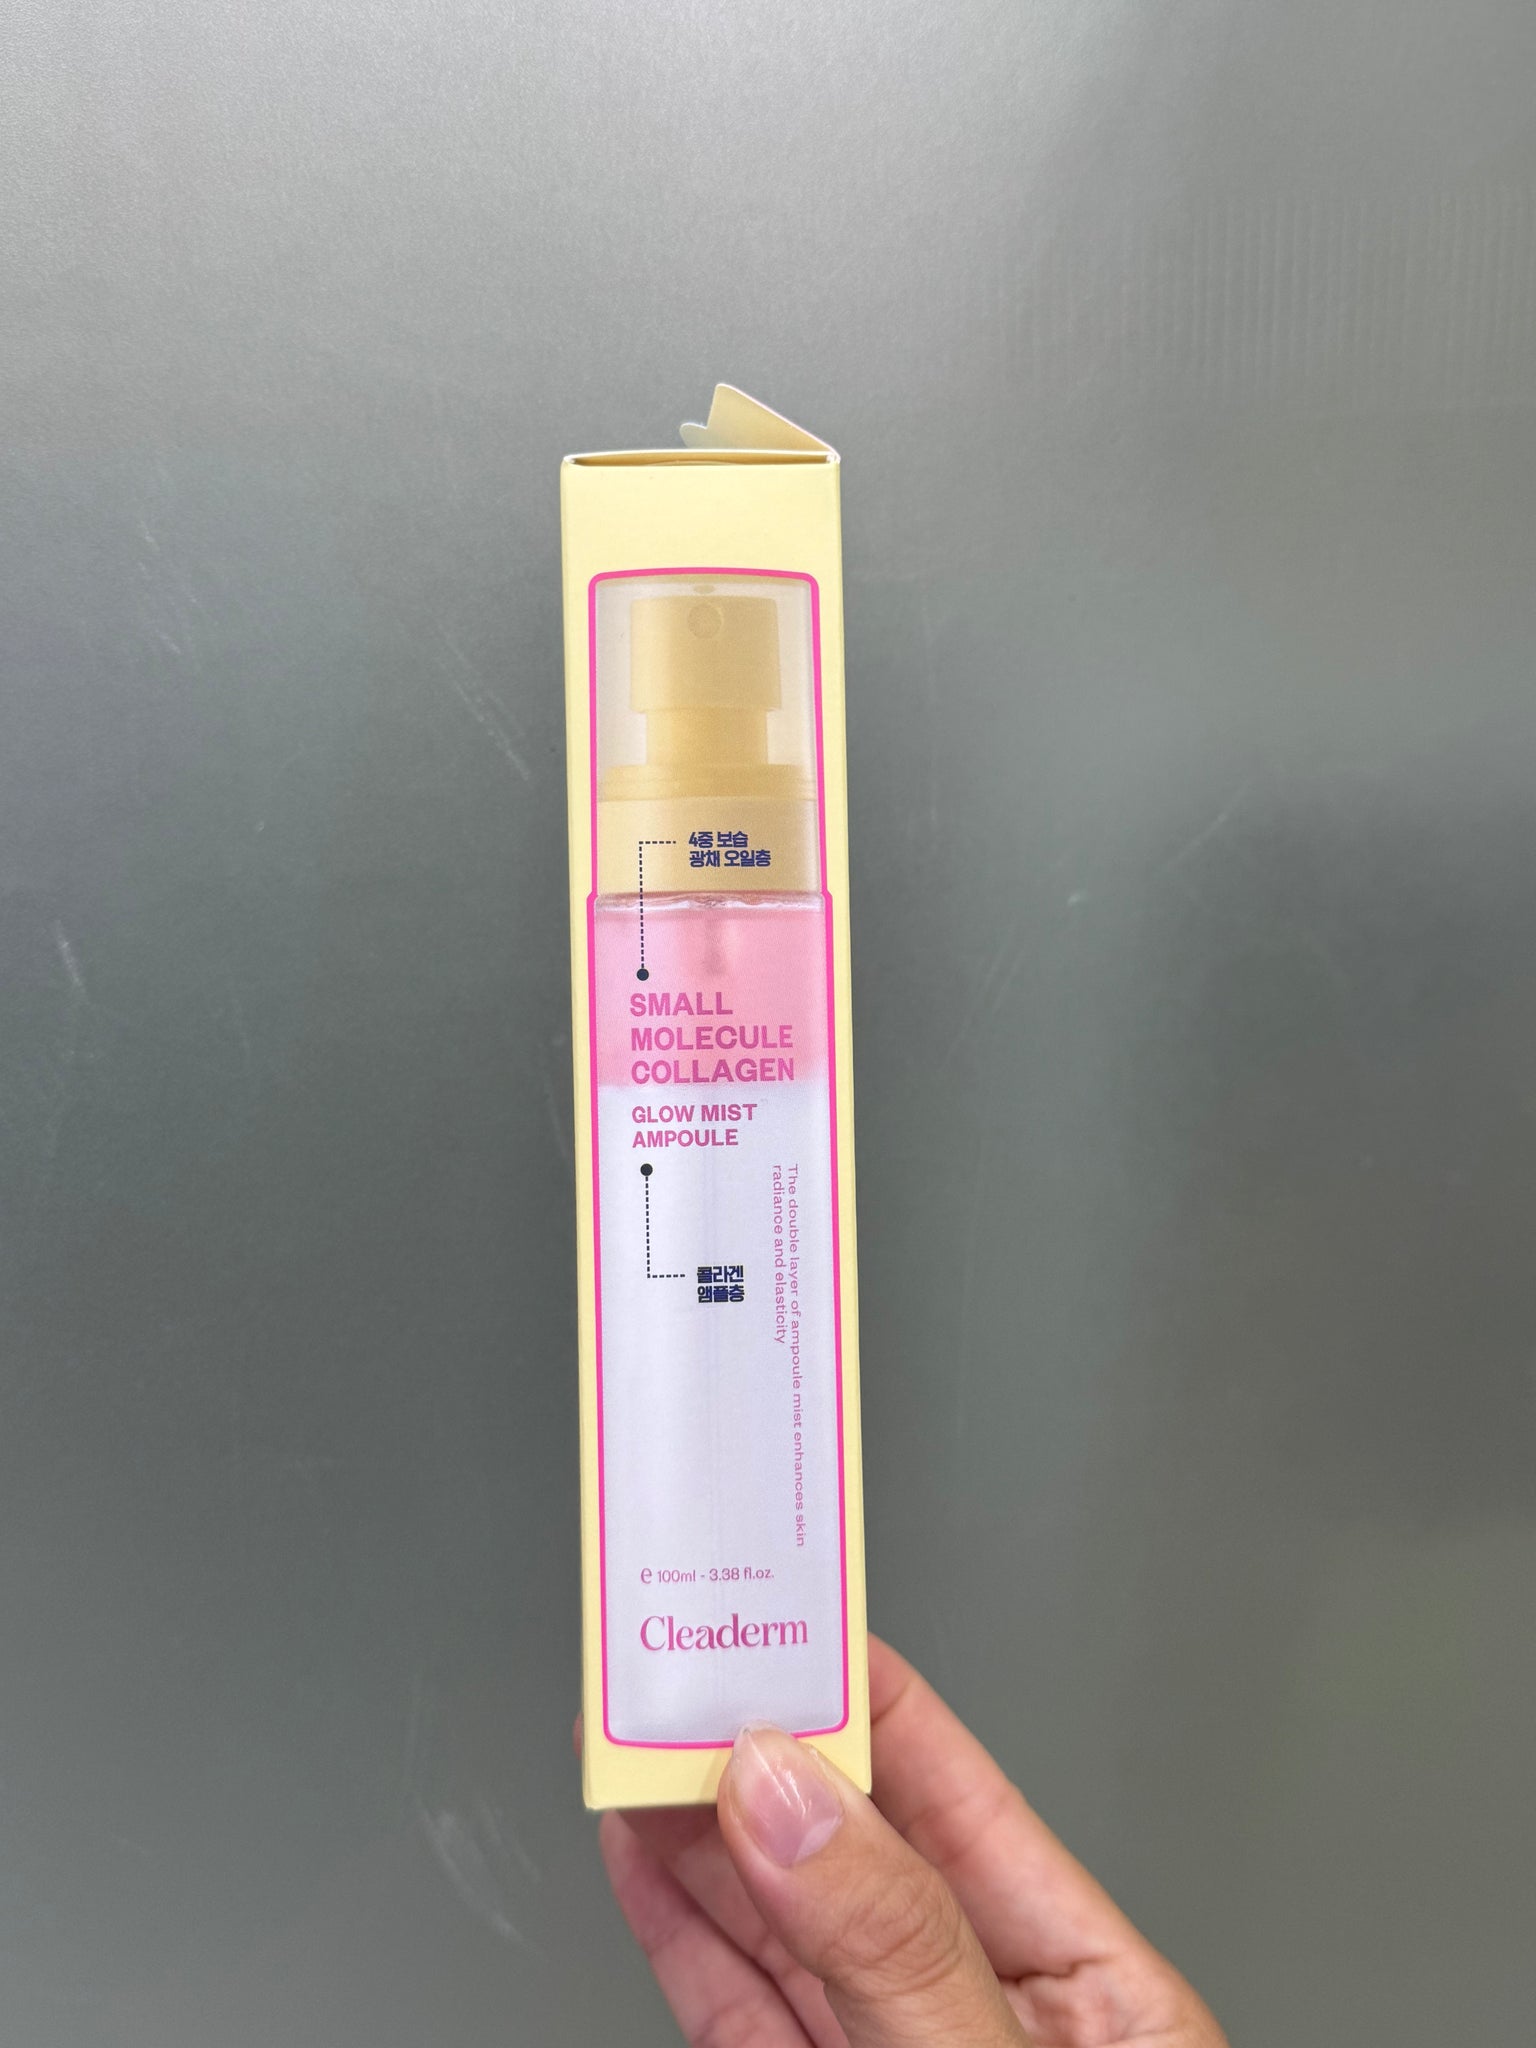 4중 보습
광채 오일층
SMALL
MOLECULE
COLLAGEN
GLOW MIST
AMPOULE
The double layer of ampoule mist enhances skin
radiance and elasticity
콜라겐
앰플층
e 100ml - 3.38 fl.oz.
Cleaderm